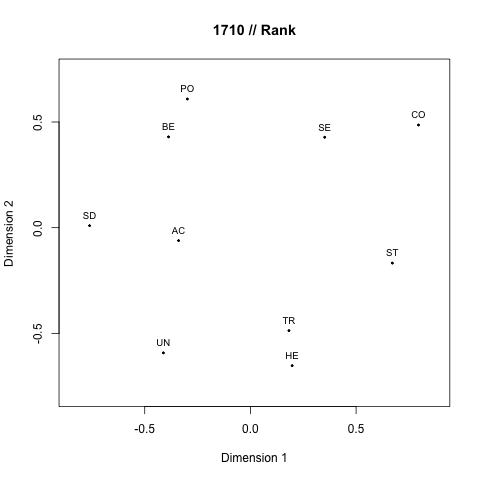 1710 // Rank
PO
CO
BE
SE
SD
AC
ST
TR
UN
HE
0.5
0.0
-0.5
Dimension 2
-0.5
0.0
0.5
Dimension 1